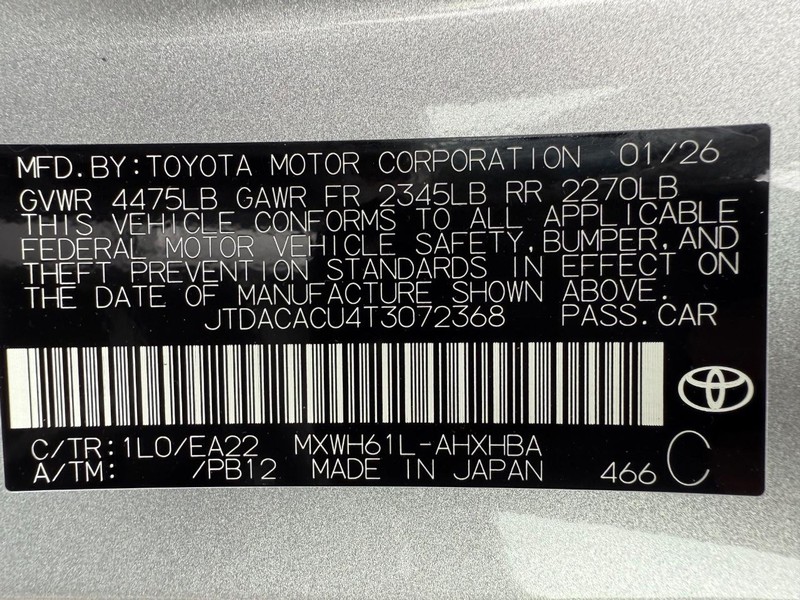 MFD.BY:TOYOTA MOTOR CORPORATION 01/26
GVWR 4475LB GAWR FR 2345LB RR 2270LB
THIS VEHICLE CONFORMS TO ALL APPLICABLE
FEDERAL MOTOR VEHICLE SAFETY,BUMPER,AND
THEFT PREVENTION STANDARDS IN EFFECT ON
THE DATE OF MANUFACTURE SHOWN ABOVE.
JTDACACU4T3072368 PASS.CAR
C/TR:1L0/EA22 MXWH61L-AHXHBA
A/TM: /PB12 MADE IN JAPAN 466 C